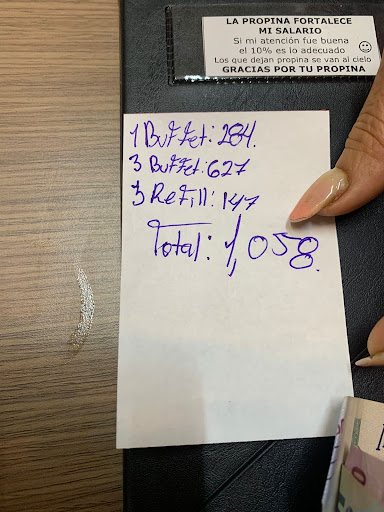 LA PROPINA FORTALECE
MI SALARIO
Si mi atención fue buena
el 10% es lo adecuado
Los que dejan propina se van al cielo
GRACIAS POR TU PROPINA
1 Buffet: 284.
3 Buffet: 627
3 Refill: 147
Total: 1,058.